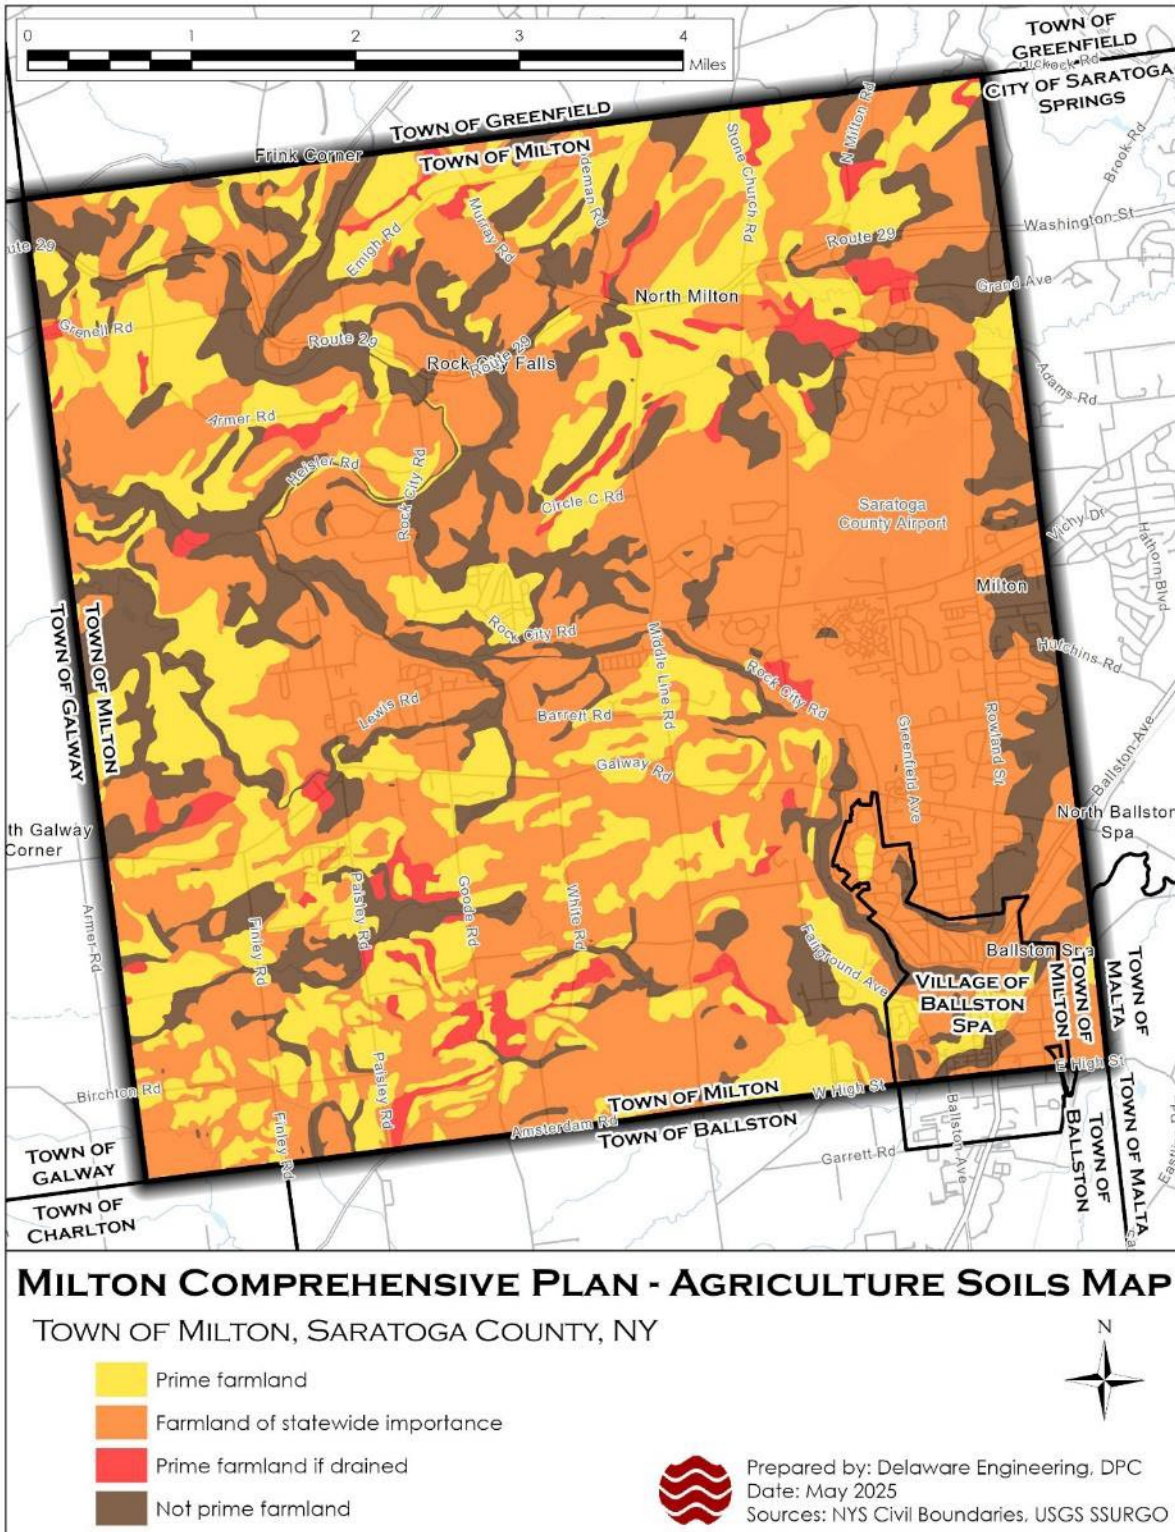 0 1 2 3 4
Miles
TOWN OF
GREENFIELD
CITY OF SARATOGA
SPRINGS
TOWN OF GREENFIELD
TOWN OF MILTON
Frink Corner
N Milton Rd
Stone Church Rd
Brook Rd
Murray Rd
Emigh Rd
Washington St
Route 29
Grand Ave
North Milton
Grenell Rd
Route 29
Rock City Falls
Route 29
Adams Rd
Armer Rd
Heisler Rd
Rock City Rd
Circle C Rd
Saratoga
County Airport
Vichy Dr
Hathorn Blvd
Milton
TOWN OF MILTON
TOWN OF GALWAY
Rock City Rd
Middle Line Rd
Hutchins Rd
Rock City Rd
Lewis Rd
Barrett Rd
Galway Rd
Greenfield Ave
Rowland St
Ballston Ave
North Ballston
Spa
th Galway
Corner
Armer Rd
Finley Rd
Paisley Rd
Goode Rd
White Rd
Fairground Ave
Ballston Spa
VILLAGE OF
BALLSTON
SPA
TOWN OF
MILTON
TOWN OF
MALTA
E High St
Birchton Rd
Paisley Rd
Finley Rd
TOWN OF MILTON
W High St
Amsterdam Rd
TOWN OF BALLSTON
Garrett Rd
Ballston Ave
TOWN OF
BALLSTON
TOWN OF MALTA
TOWN OF
GALWAY
TOWN OF
CHARLTON
MILTON COMPREHENSIVE PLAN - AGRICULTURE SOILS MAP
TOWN OF MILTON, SARATOGA COUNTY, NY
N
Prime farmland
Farmland of statewide importance
Prime farmland if drained
Not prime farmland
Prepared by: Delaware Engineering, DPC
Date: May 2025
Sources: NYS Civil Boundaries, USGS SSURGO